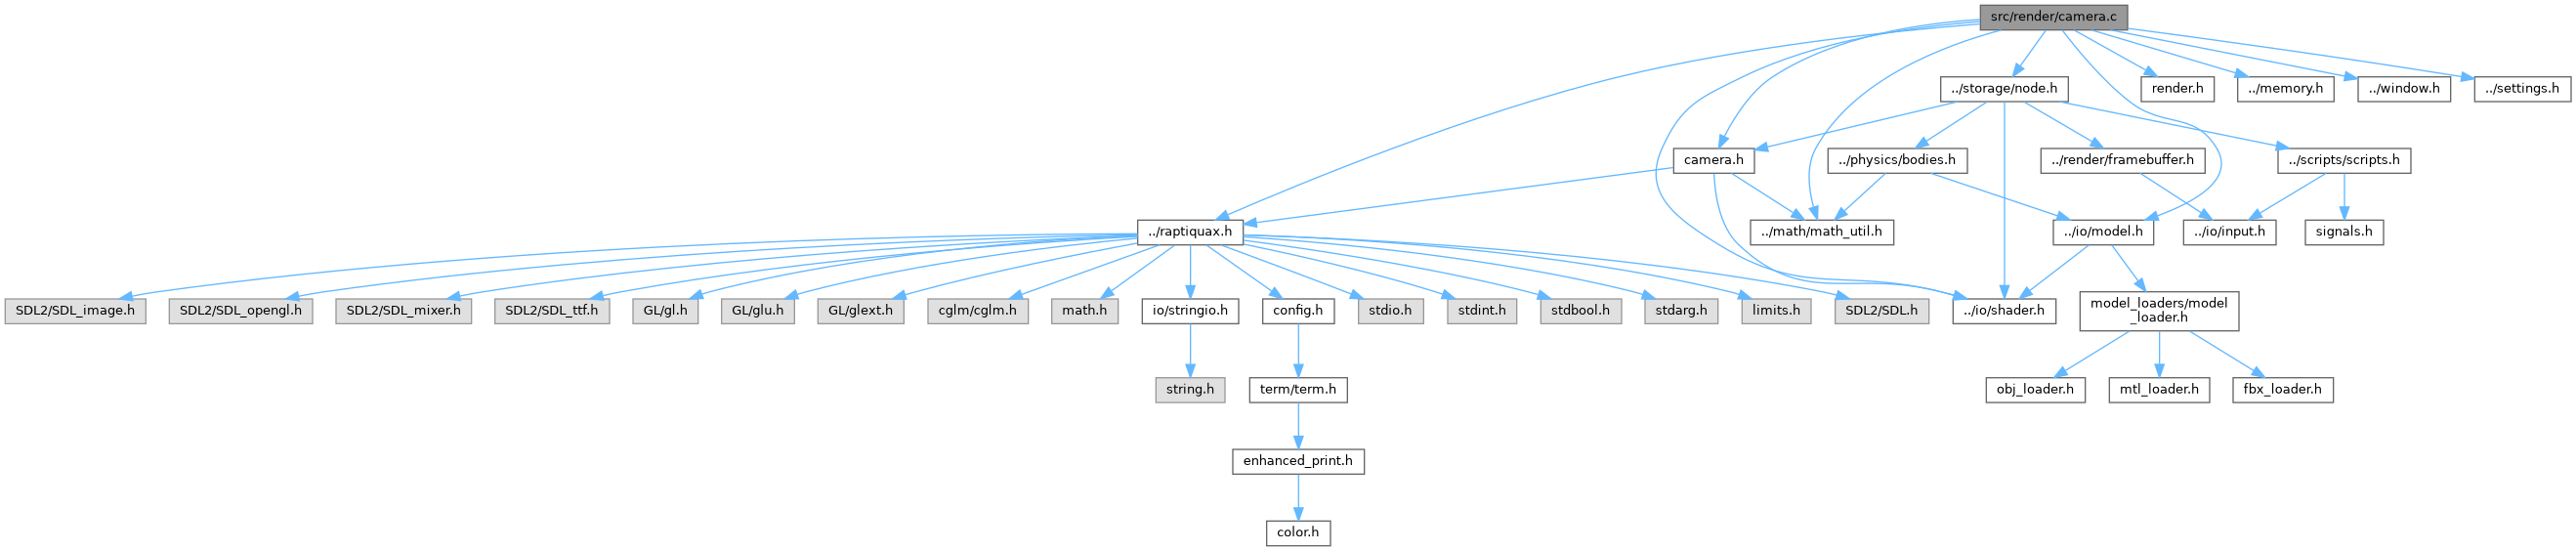 src/render/camera.c
../storage/node.h
render.h
../memory.h
../window.h
../settings.h
camera.h
../physics/bodies.h
../render/framebuffer.h
../scripts/scripts.h
../raptiquax.h
../math/math_util.h
../io/model.h
../io/input.h
signals.h
SDL2/SDL_image.h
SDL2/SDL_opengl.h
SDL2/SDL_mixer.h
SDL2/SDL_ttf.h
GL/gl.h
GL/glu.h
GL/glext.h
cglm/cglm.h
math.h
io/stringio.h
config.h
stdio.h
stdint.h
stdbool.h
stdarg.h
limits.h
SDL2/SDL.h
../io/shader.h
model_loaders/model
_loader.h
string.h
term/term.h
obj_loader.h
mtl_loader.h
fbx_loader.h
enhanced_print.h
color.h